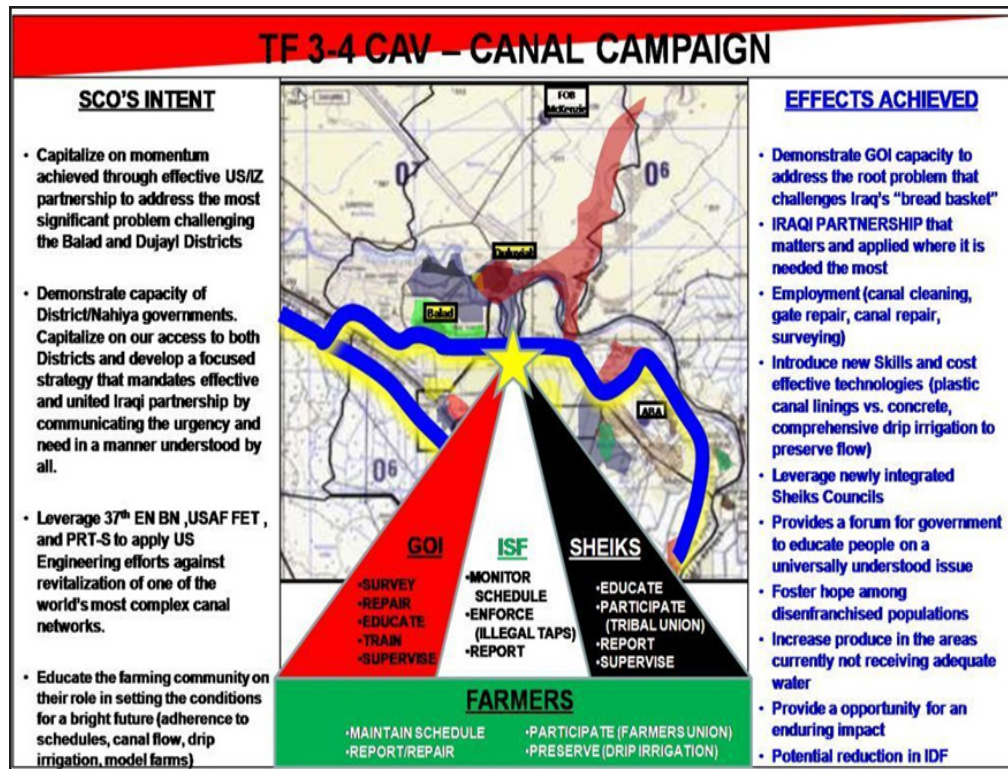 TF 3-4 CAV – CANAL CAMPAIGN
SCO'S INTENT
• Capitalize on momentum
achieved through effective US/IZ
partnership to address the most
significant problem challenging
the Balad and Dujayl Districts
• Demonstrate capacity of
District/Nahiya governments.
Capitalize on our access to both
Districts and develop a focused
strategy that mandates effective
and united Iraqi partnership by
communicating the urgency and
need in a manner understood by
all.
• Leverage 37th EN BN ,USAF FET ,
and PRT-S to apply US
Engineering efforts against
revitalization of one of the
world's most complex canal
networks.
• Educate the farming community on
their role in setting the conditions
for a bright future (adherence to
schedules, canal flow, drip
irrigation, model farms)
FOB
McKenzie
06
Balad
ABA
06
GOI
•SURVEY
•REPAIR
•EDUCATE
•TRAIN
•SUPERVISE
ISF
•MONITOR
SCHEDULE
•ENFORCE
(ILLEGAL TAPS)
•REPORT
SHEIKS
•EDUCATE
•PARTICIPATE
(TRIBAL UNION)
•REPORT
•SUPERVISE
FARMERS
•MAINTAIN SCHEDULE
•REPORT/REPAIR
•PARTICIPATE (FARMERS UNION)
•PRESERVE (DRIP IRRIGATION)
EFFECTS ACHIEVED
• Demonstrate GOI capacity to
address the root problem that
challenges Iraq's “bread basket”
• IRAQI PARTNERSHIP that
matters and applied where it is
needed the most
• Employment (canal cleaning,
gate repair, canal repair,
surveying)
• Introduce new Skills and cost
effective technologies (plastic
canal linings vs. concrete,
comprehensive drip irrigation to
preserve flow)
• Leverage newly integrated
Sheiks Councils
• Provides a forum for government
to educate people on a
universally understood issue
• Foster hope among
disenfranchised populations
• Increase produce in the areas
currently not receiving adequate
water
• Provide a opportunity for an
enduring impact
• Potential reduction in IDF